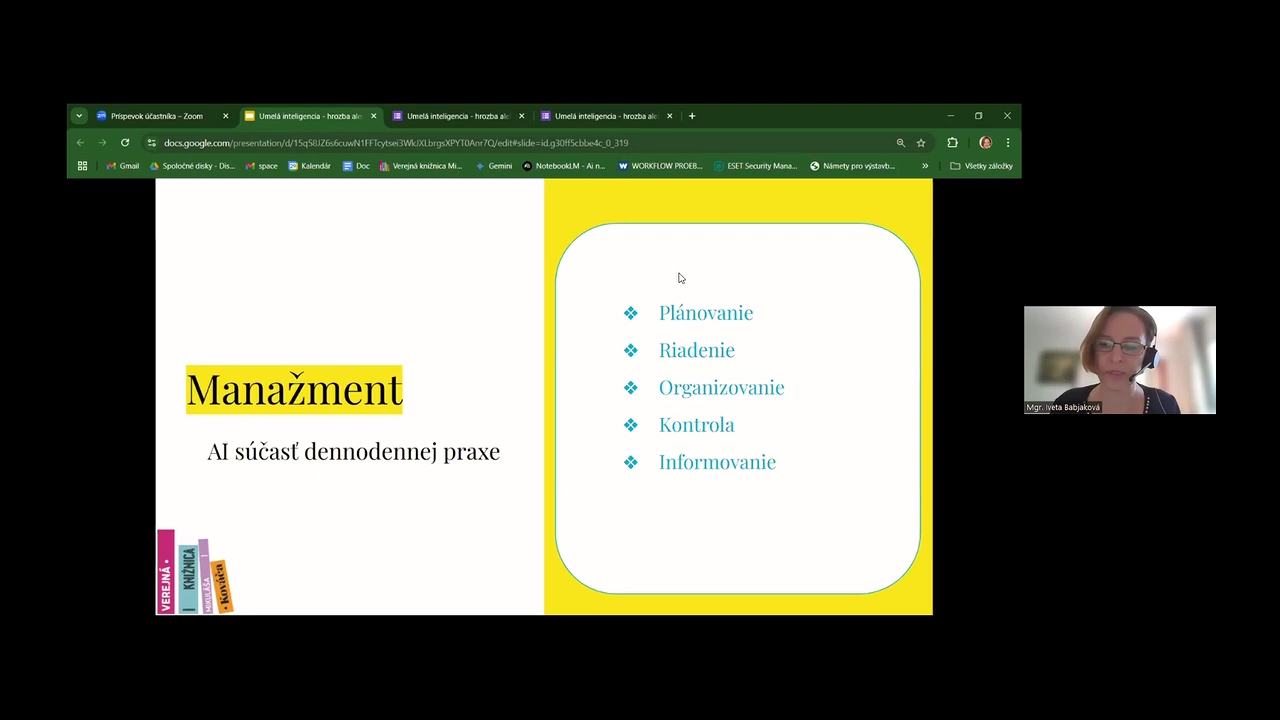 Príspevok účastníka – Zoom
Umelá inteligencia - hrozba ale
Umelá inteligencia - hrozba ale
Umelá inteligencia - hrozba ale
docs.google.com/presentation/d/15q58JZ6s6cuwN1FFTcytsei3WkJXLbrgsXPYT0Anr7Q/edit#slide=id.g30ff5cbbe4c_0_319
Gmail
Spoločné disky - Dis...
space
Kalendár
Doc
Verejná knižnica Mi...
Gemini
NotebookLM - Ai n...
WORKFLOW PROEB...
ESET Security Mana...
Námety pro výstavb...
Všetky záložky
Manažment
AI súčasť dennodennej praxe
❖ Plánovanie
❖ Riadenie
❖ Organizovanie
❖ Kontrola
❖ Informovanie
VEREJNÁ •
KNIŽNICA
MIKULÁŠA
• Kováča
Mgr. Iveta Babjaková